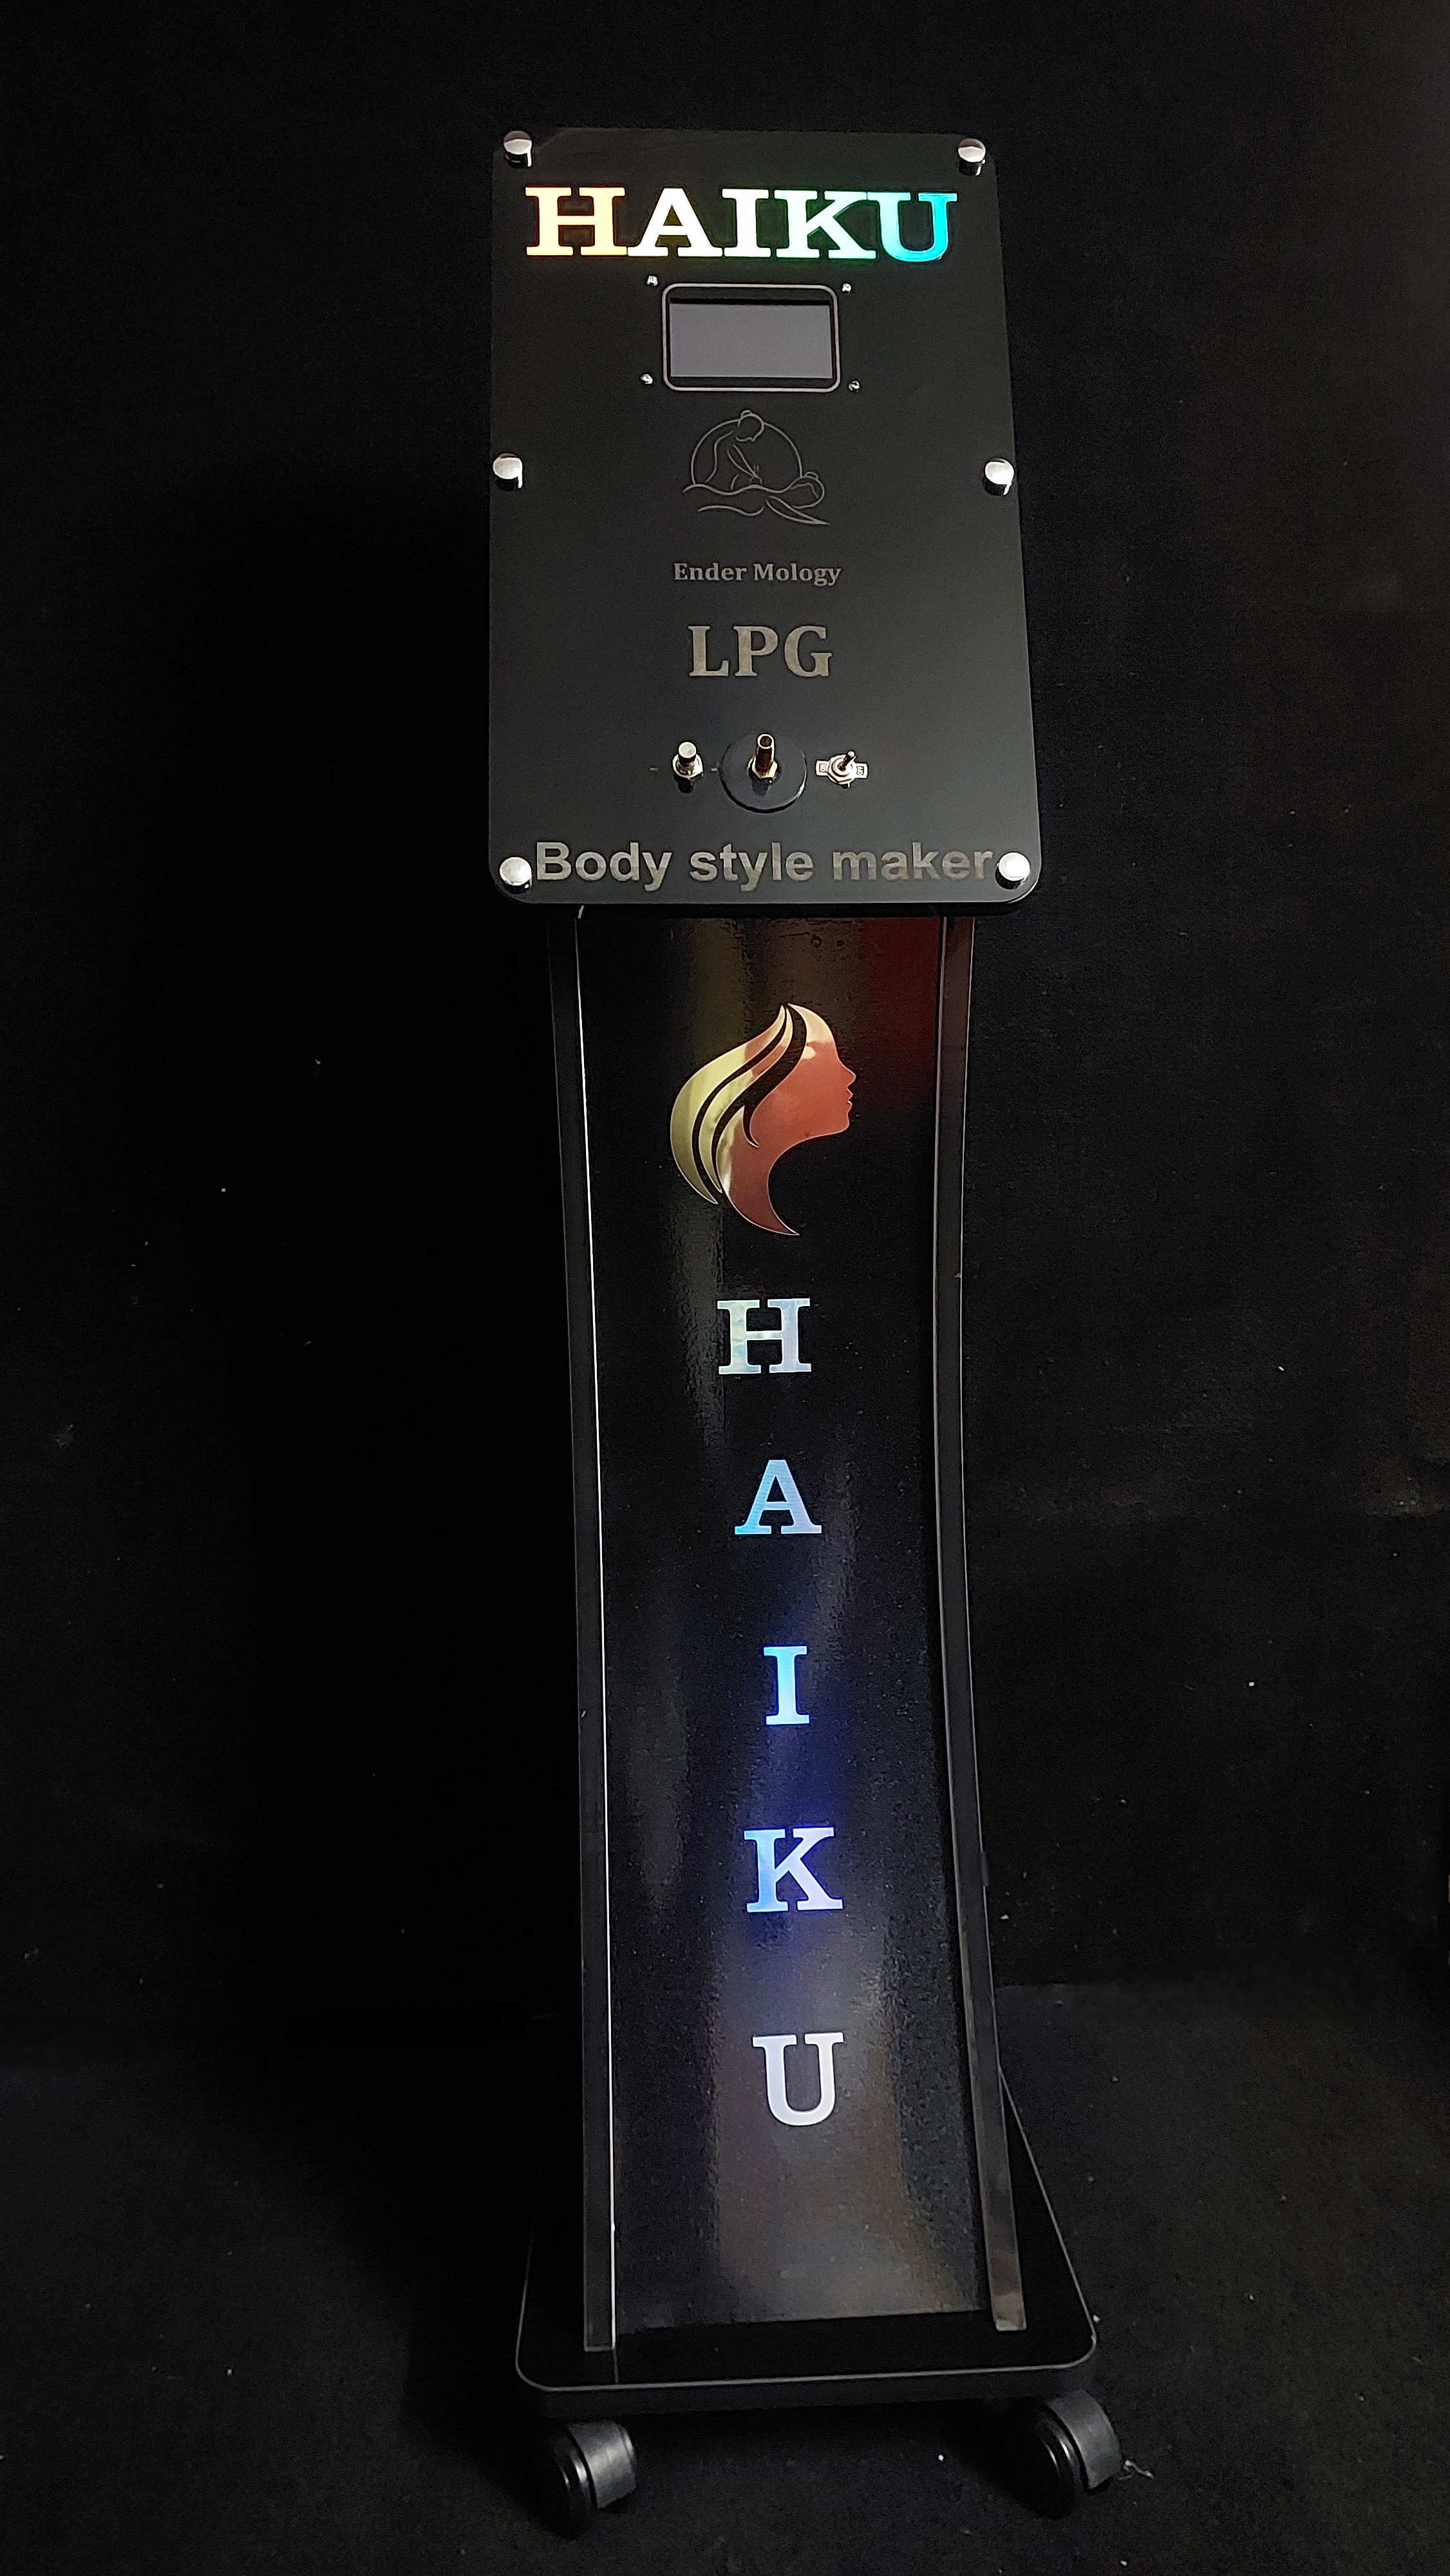 HAIKU
Ender Mology
LPG
Body style maker
H
A
I
K
U